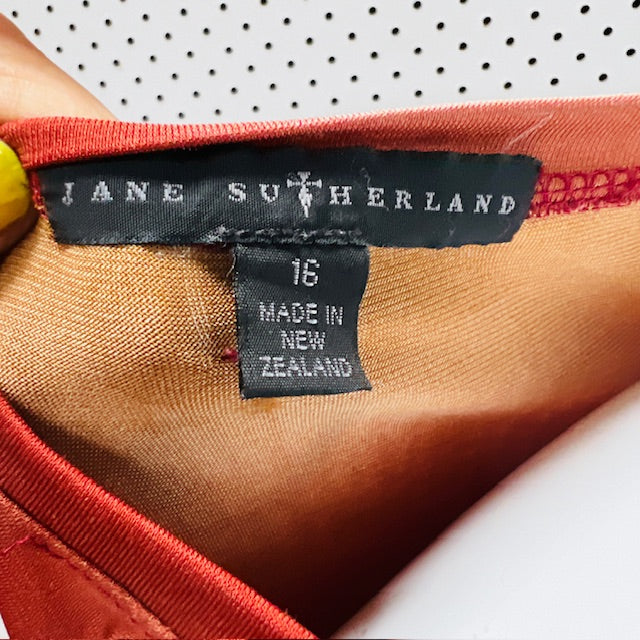 JANE SUTHERLAND
16
MADE IN
NEW
ZEALAND